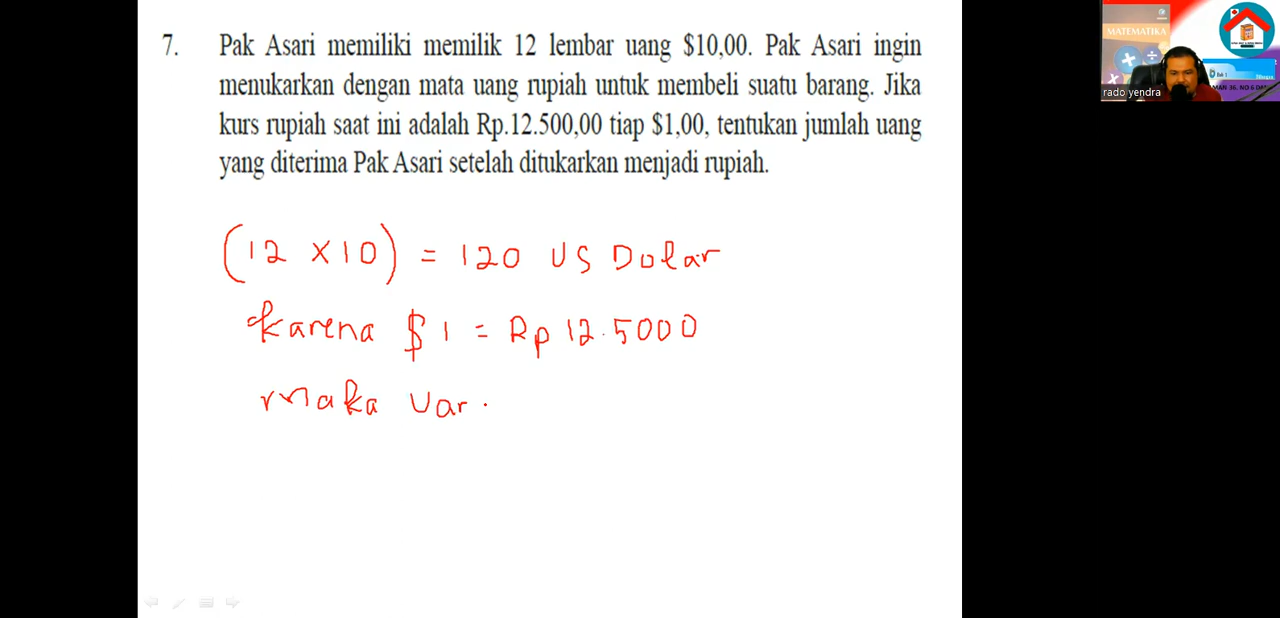 7. Pak Asari memiliki memilik 12 lembar uang $10,00. Pak Asari ingin
menukarkan dengan mata uang rupiah untuk membeli suatu barang. Jika
kurs rupiah saat ini adalah Rp.12.500,00 tiap $1,00, tentukan jumlah uang
yang diterima Pak Asari setelah ditukarkan menjadi rupiah.
(12 x 10) = 120 US Dolar
karena $1 = Rp 12.5000
maka Uar.
MATEMATIKA
rado yendra